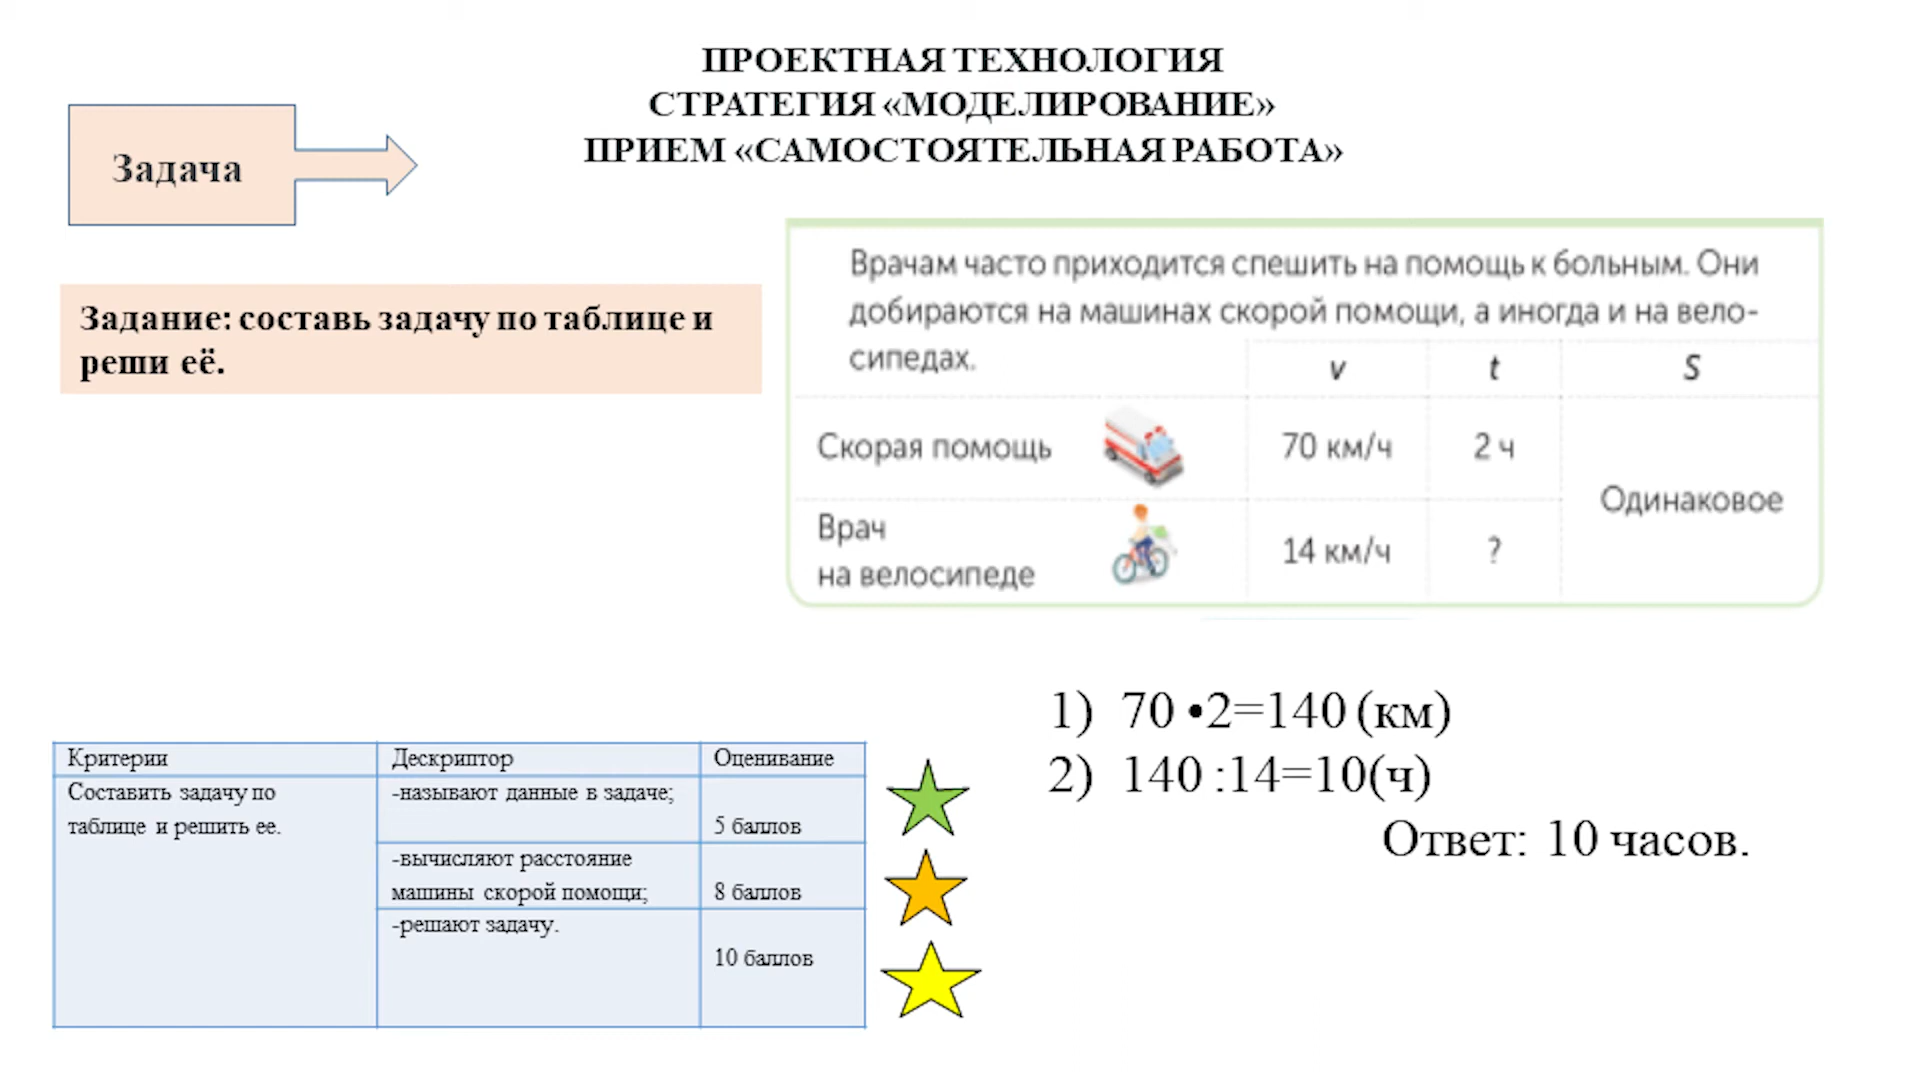 ПРОЕКТНАЯ ТЕХНОЛОГИЯ
СТРАТЕГИЯ «МОДЕЛИРОВАНИЕ»
ПРИЕМ «САМОСТОЯТЕЛЬНАЯ РАБОТА»
Задача
Задание: составь задачу по таблице и
реши её.
Врачам часто приходится спешить на помощь к больным. Они
добираются на машинах скорой помощи, а иногда и на вело-
сипедах.
v t S
Скорая помощь 70 км/ч 2 ч
Одинаковое
Врач
на велосипеде 14 км/ч ?
1) 70 •2=140 (км)
2) 140 :14=10(ч)
Ответ: 10 часов.
Критерии Дескриптор Оценивание
Составить задачу по -называют данные в задаче;
таблице и решить ее. 5 баллов
-вычисляют расстояние
машины скорой помощи; 8 баллов
-решают задачу.
10 баллов